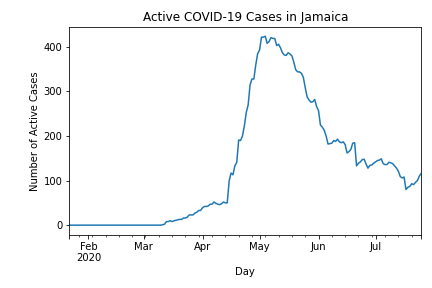 Active COVID-19 Cases in Jamaica
400
300
200
100
0
Number of Active Cases
Feb Mar Apr May Jun Jul
2020
Day